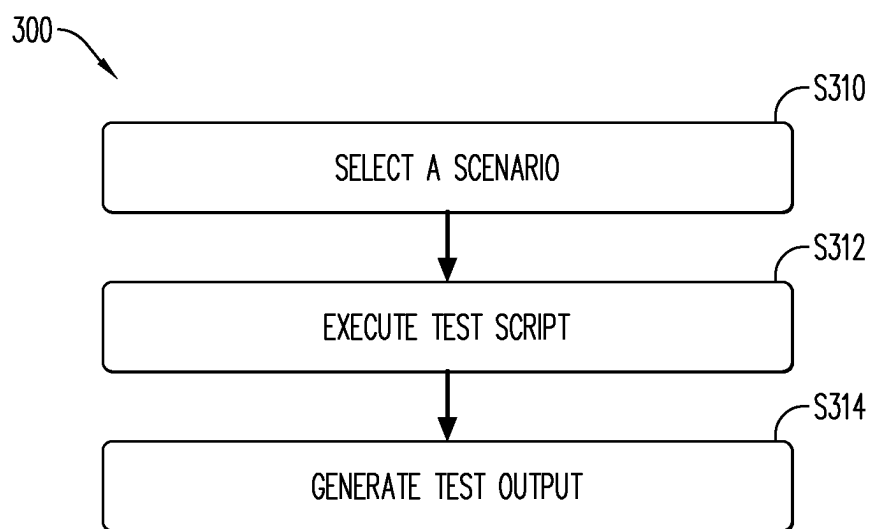 300
S310
SELECT A SCENARIO
S312
EXECUTE TEST SCRIPT
S314
GENERATE TEST OUTPUT